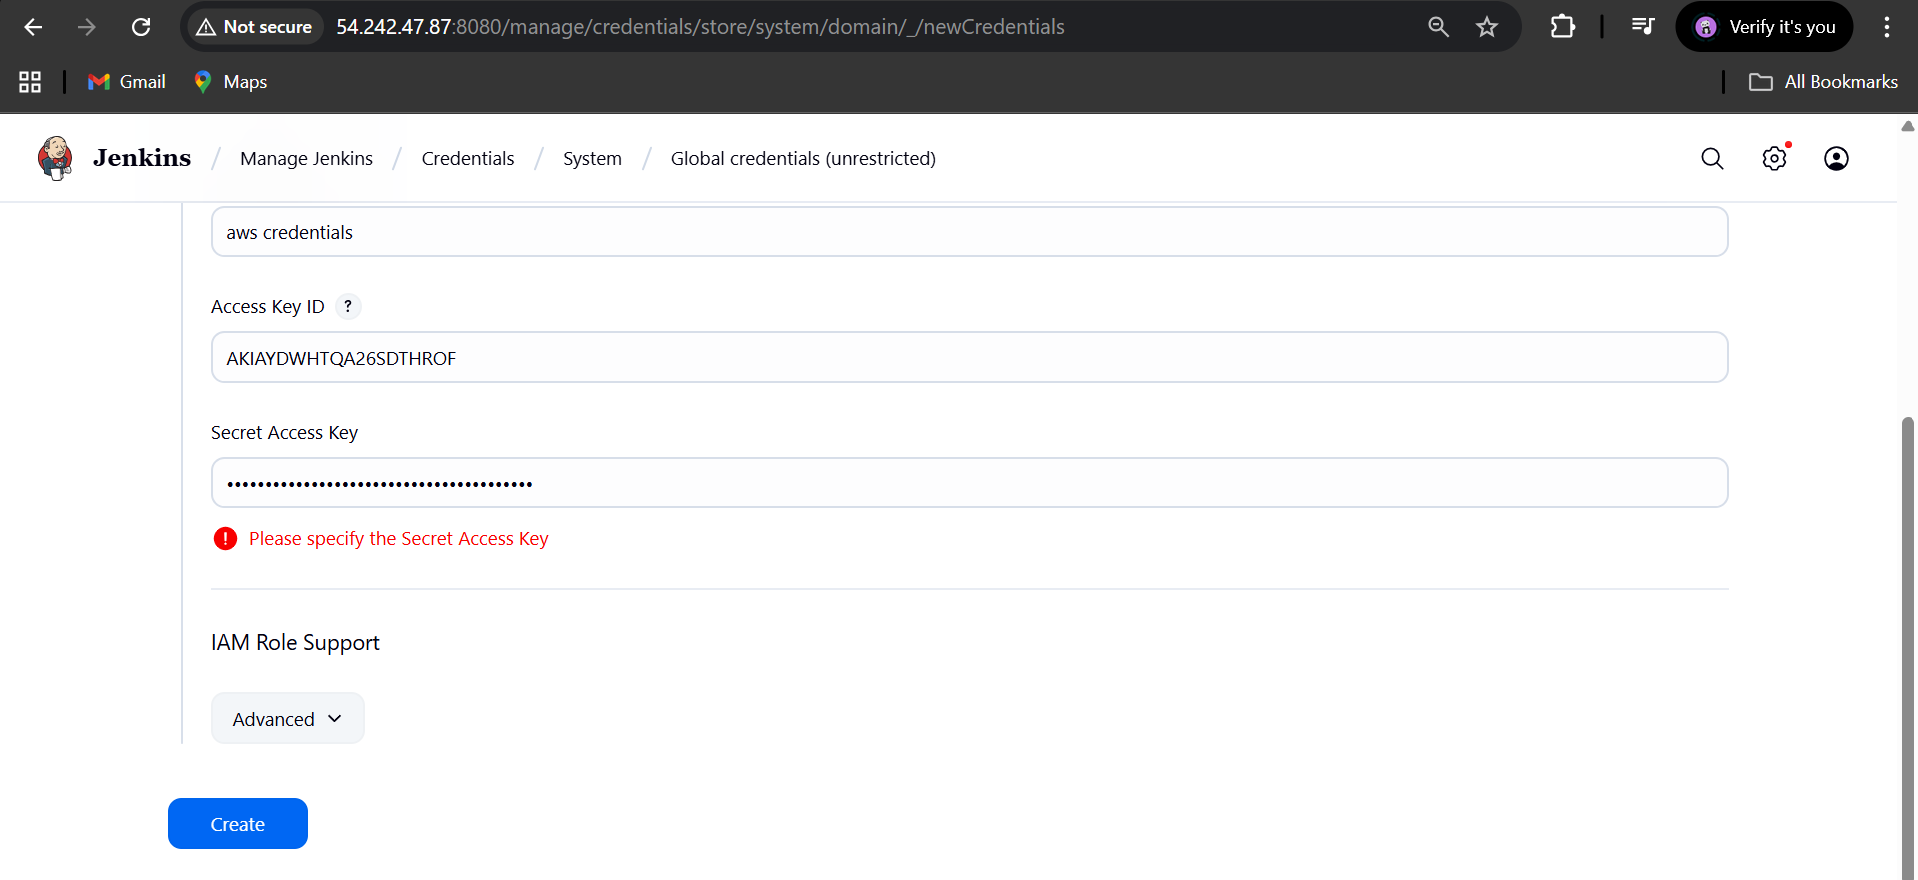 Not secure 54.242.47.87:8080/manage/credentials/store/system/domain/_/newCredentials Verify it's you
Gmail Maps All Bookmarks
Jenkins / Manage Jenkins / Credentials / System / Global credentials (unrestricted)
aws credentials
Access Key ID ?
AKIAYDWHTQA26SDTHROF
Secret Access Key
••••••••••••••••••••••••••••••••••••••••
Please specify the Secret Access Key
IAM Role Support
Advanced
Create